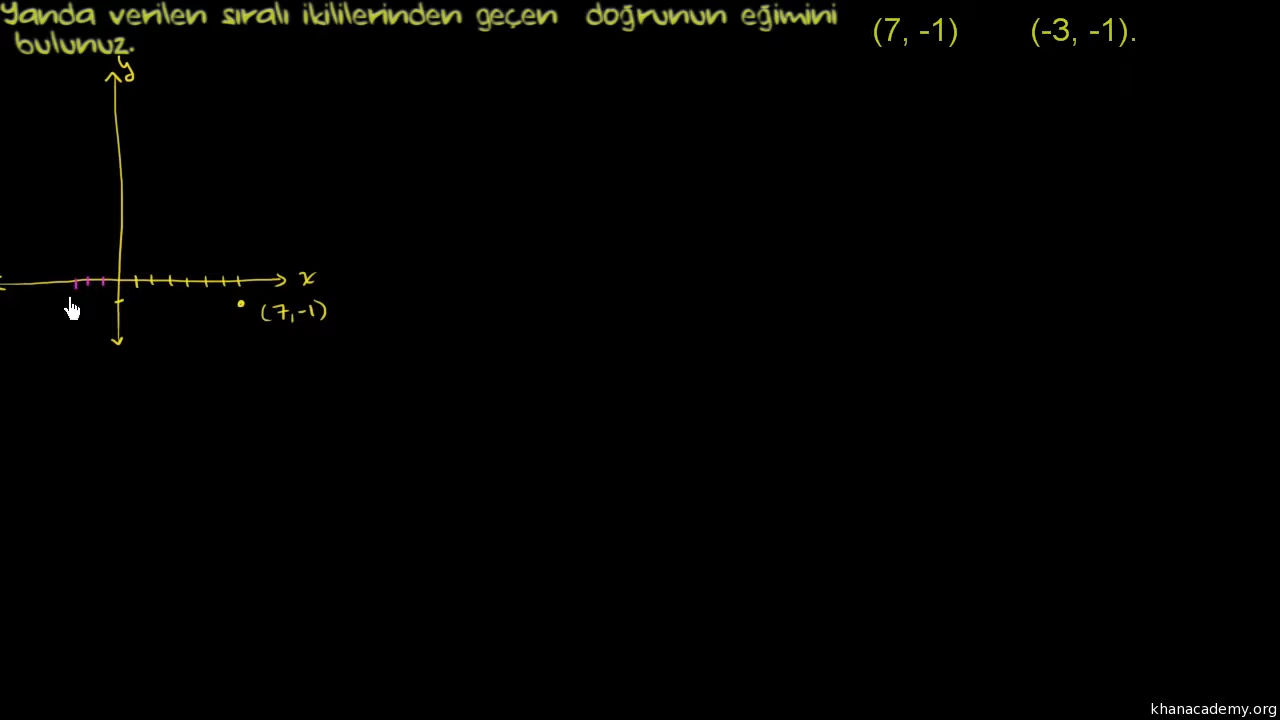 Yanda verilen sıralı ikililerinden geçen doğrunun eğimini (7, -1) (-3, -1).
bulunuz.
y
x
(7,-1)
khanacademy.org